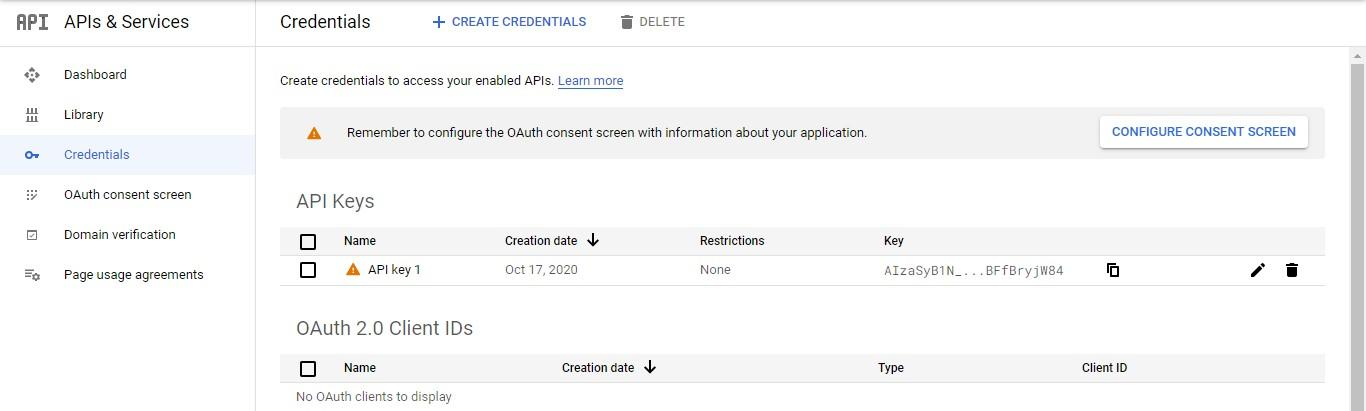 API APIs & Services
Credentials
CREATE CREDENTIALS
DELETE
Dashboard
Library
Credentials
OAuth consent screen
Domain verification
Page usage agreements
Create credentials to access your enabled APIs. Learn more
Remember to configure the OAuth consent screen with information about your application.
CONFIGURE CONSENT SCREEN
API Keys
Name Creation date Restrictions Key
API key 1 Oct 17, 2020 None AIzaSyB1N_...BFfBryjW84
OAuth 2.0 Client IDs
Name Creation date Type Client ID
No OAuth clients to display